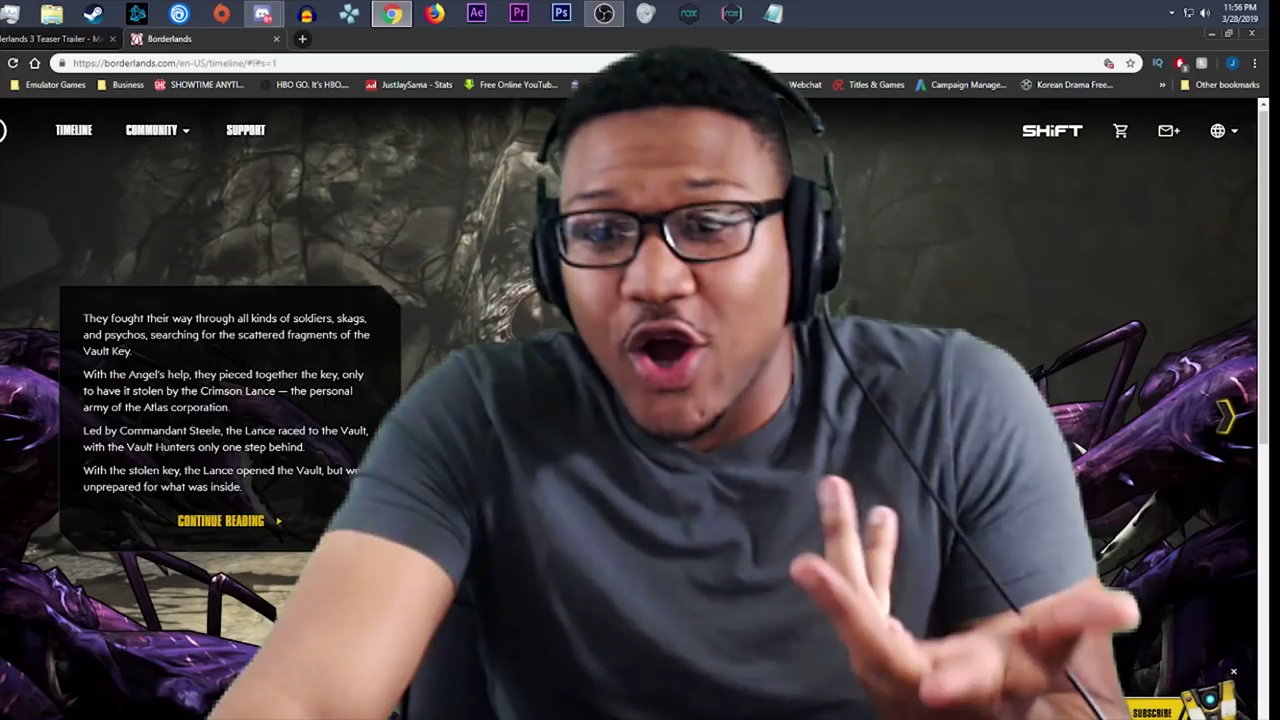 11:56 PM
3/28/2019
Ae
Pr
Ps
nox
nox
erlands 3 Teaser Trailer - M
Borderlands
https://borderlands.com/en-US/timeline/#!#s=1
IQ
J
Emulator Games
Business
SHOWTIME ANYTI...
HBO GO. It's HBO....
JustJaySama - Stats
Free Online YouTub...
Webchat
Titles & Games
Campaign Manage...
Korean Drama Free...
»
Other bookmarks
TIMELINE
COMMUNITY
SUPPORT
SHiFT
They fought their way through all kinds of soldiers, skags,
and psychos, searching for the scattered fragments of the
Vault Key.
With the Angel's help, they pieced together the key, only
to have it stolen by the Crimson Lance — the personal
army of the Atlas corporation.
Led by Commandant Steele, the Lance raced to the Vault,
with the Vault Hunters only one step behind.
With the stolen key, the Lance opened the Vault, but we
unprepared for what was inside.
CONTINUE READING
SUBSCRIBE